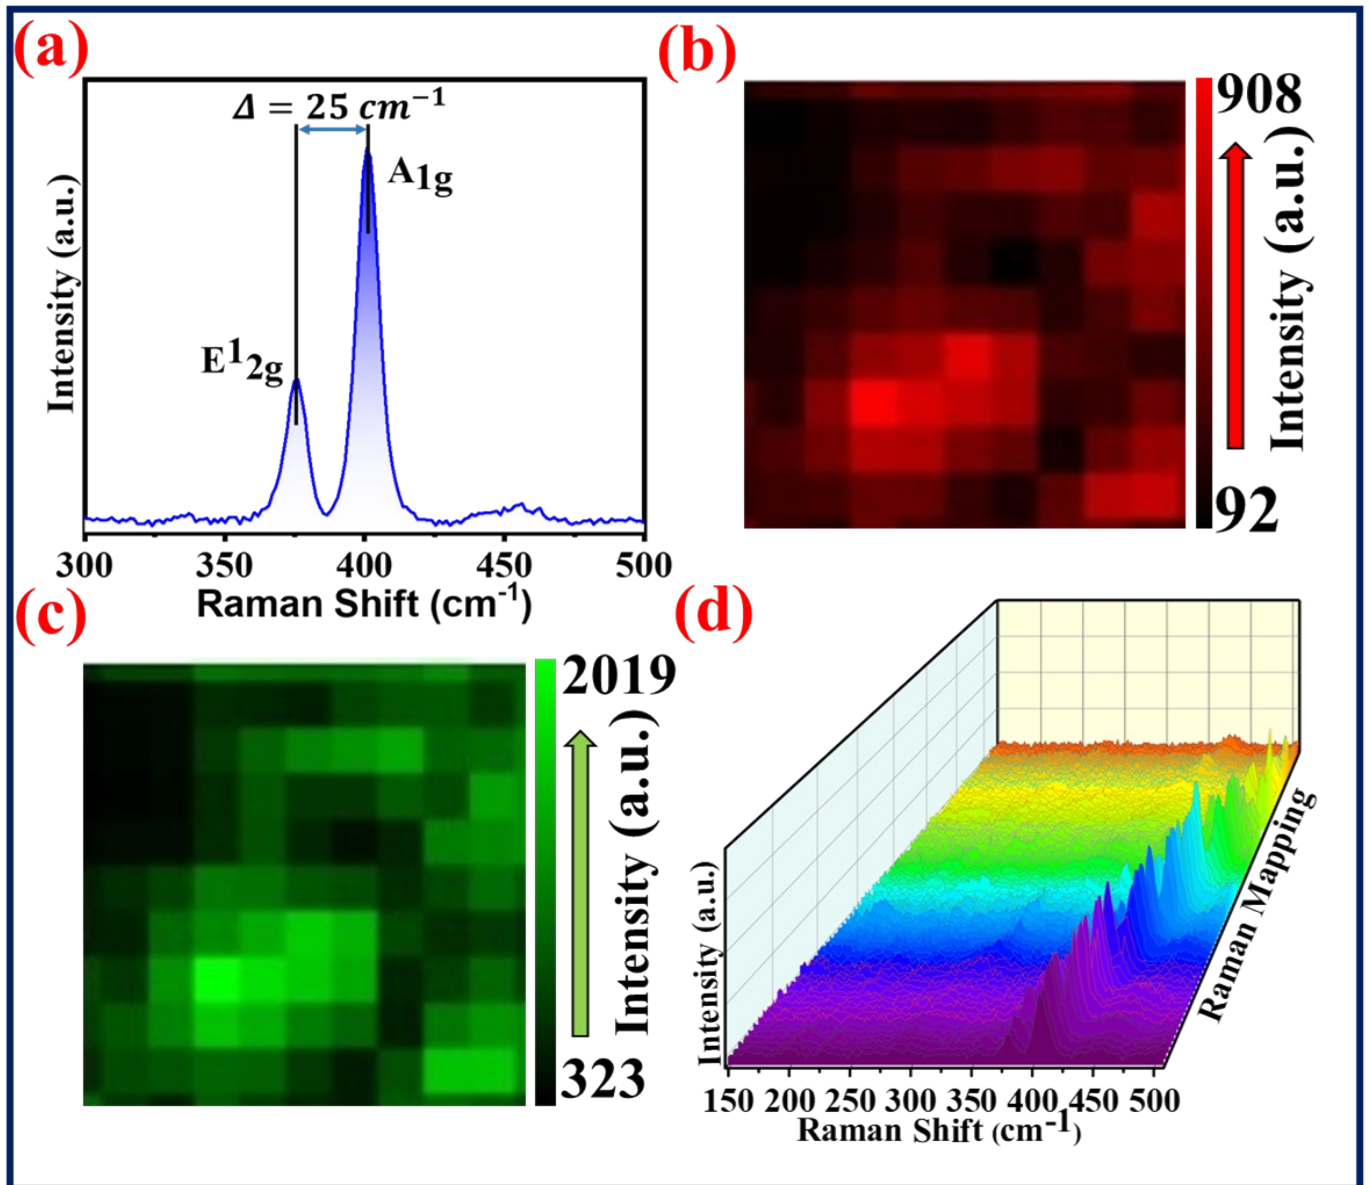 (a)
Δ = 25 cm⁻¹
A1g
E¹2g
Intensity (a.u.)
300 350 400 450 500
Raman Shift (cm⁻¹)
(b)
908
Intensity (a.u.)
92
(c)
2019
Intensity (a.u.)
323
(d)
Intensity (a.u.)
Raman Mapping
150 200 250 300 350 400 450 500
Raman Shift (cm⁻¹)